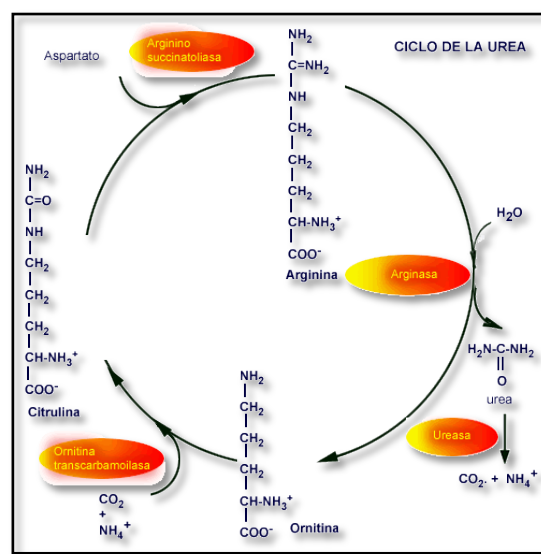 CICLO DE LA UREA
Aspartato
Arginino
succinatoliasa
NH2
C=NH2
NH
CH2
CH2
CH2
CH-NH3+
COO-
Arginina
Arginasa
H2O
H2N-C-NH2
O
urea
Ureasa
CO2. + NH4+
NH2
CH2
CH2
CH2
CH-NH3+
COO-
Ornitina
Ornitina
transcarbamoilasa
CO2
+
NH4+
NH2
C=O
NH
CH2
CH2
CH2
CH-NH3+
COO-
Citrulina